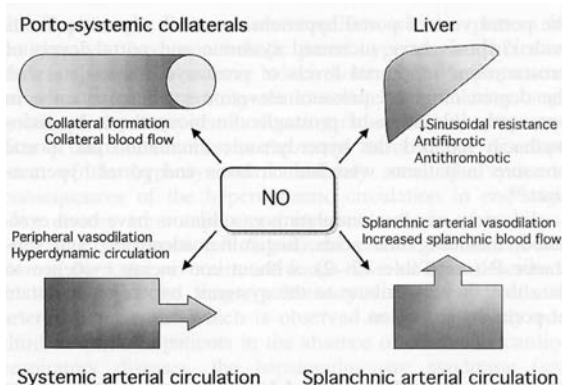 Porto-systemic collaterals
Liver
Collateral formation
Collateral blood flow
↓Sinusoidal resistance
Antifibrotic
Antithrombotic
NO
Periphera vasodilation
Hyperdynamic circulation
Splanchnic arterial vasodilation
Increased splanchnic blood flow
Systemic arterial circulation
Splanchnic arterial circulation